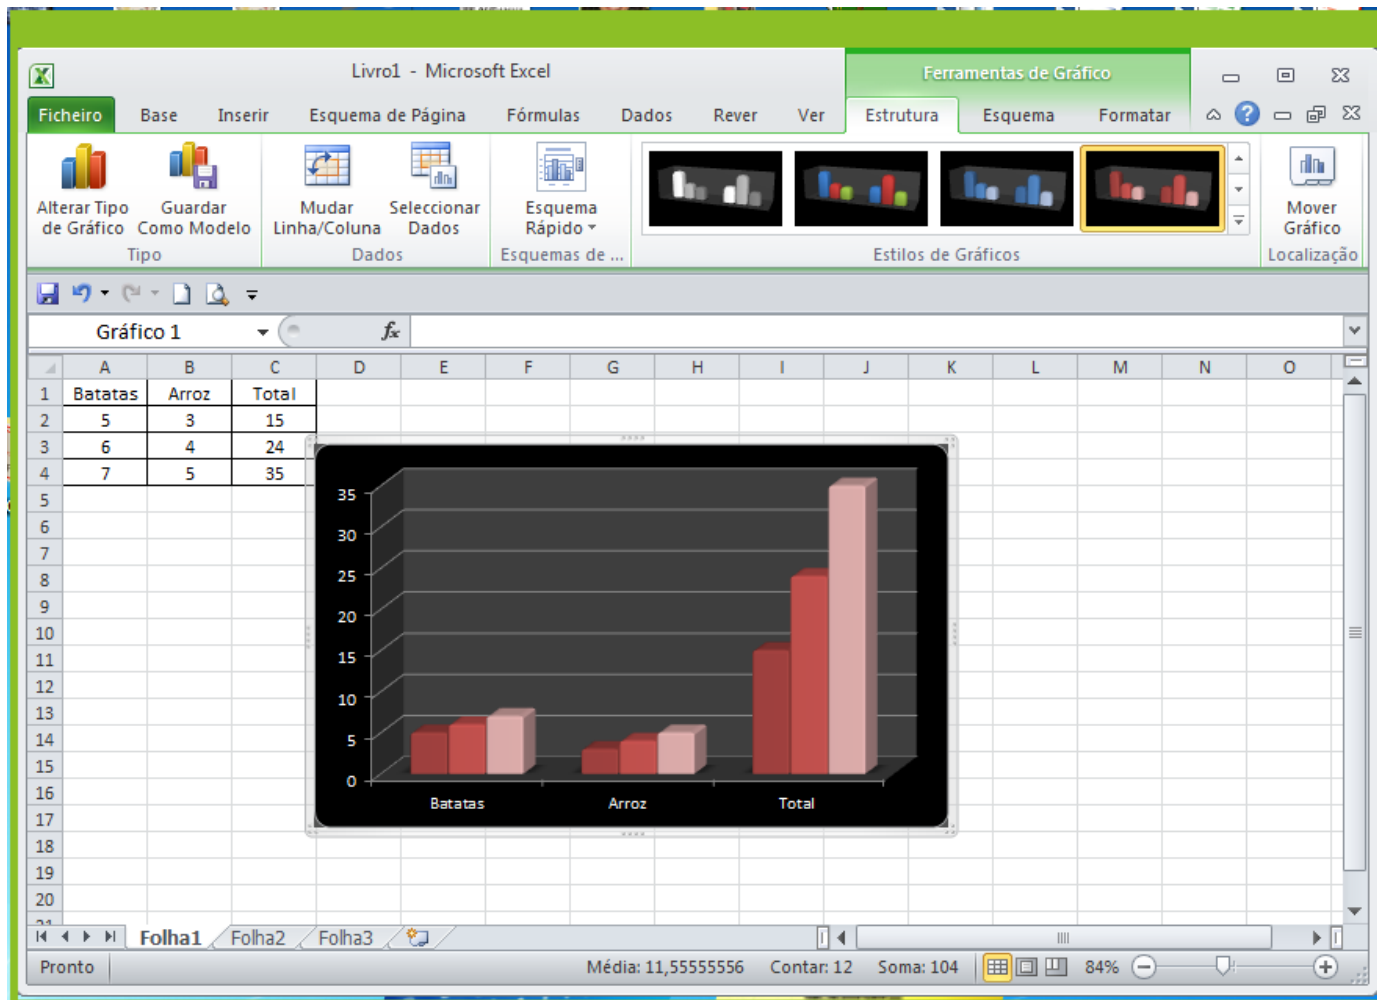 Livro1 - Microsoft Excel
Ferramentas de Gráfico
Ficheiro Base Inserir Esquema de Página Fórmulas Dados Rever Ver Estrutura Esquema Formatar
Alterar Tipo de Gráfico
Guardar Como Modelo
Mudar Linha/Coluna
Seleccionar Dados
Esquema Rápido
Mover Gráfico
Tipo Dados Esquemas de ... Estilos de Gráficos Localização
Gráfico 1 fx
A B C D E F G H I J K L M N O
1 Batatas Arroz Total
2 5 3 15
3 6 4 24
4 7 5 35
5
6
7
8
9
10
11
12
13
14
15
16
17
18
19
20
21
35
30
25
20
15
10
5
0
Batatas Arroz Total
Folha1 Folha2 Folha3
Pronto Média: 11,55555556 Contar: 12 Soma: 104 84%